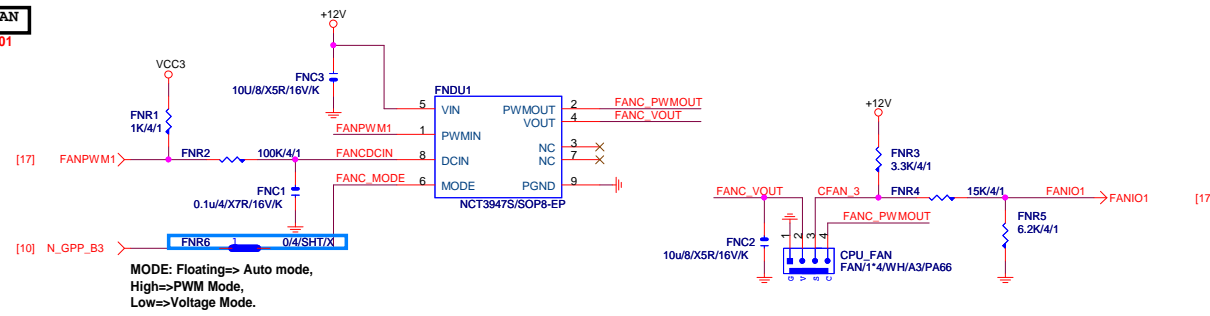 AN
01
+12V
VCC3
FNC3
10U/8/X5R/16V/K
FNR1
1K/4/1
FNDU1
5 VIN PWMOUT 2 FANC_PWMOUT
VOUT 4 FANC_VOUT
FANPWM1 1 PWMIN
NC 3
[17] FANPWM1 FNR2 100K/4/1 FANCDCIN 8 DCIN NC 7
FANC_MODE 6 MODE PGND 9
NCT3947S/SOP8-EP
FNC1
0.1u/4/X7R/16V/K
[10] N_GPP_B3 FNR6 1 0/4/SHT/X
MODE: Floating=> Auto mode,
High=>PWM Mode,
Low=>Voltage Mode.
+12V
FNR3
3.3K/4/1
FANC_VOUT CFAN_3 FNR4 15K/4/1 FANIO1 FANIO1 [17
FANC_PWMOUT
FNR5
6.2K/4/1
FNC2
10u/8/X5R/16V/K
1 2 3 4
CPU_FAN
FAN/1*4/WH/A3/PA66
G V S C